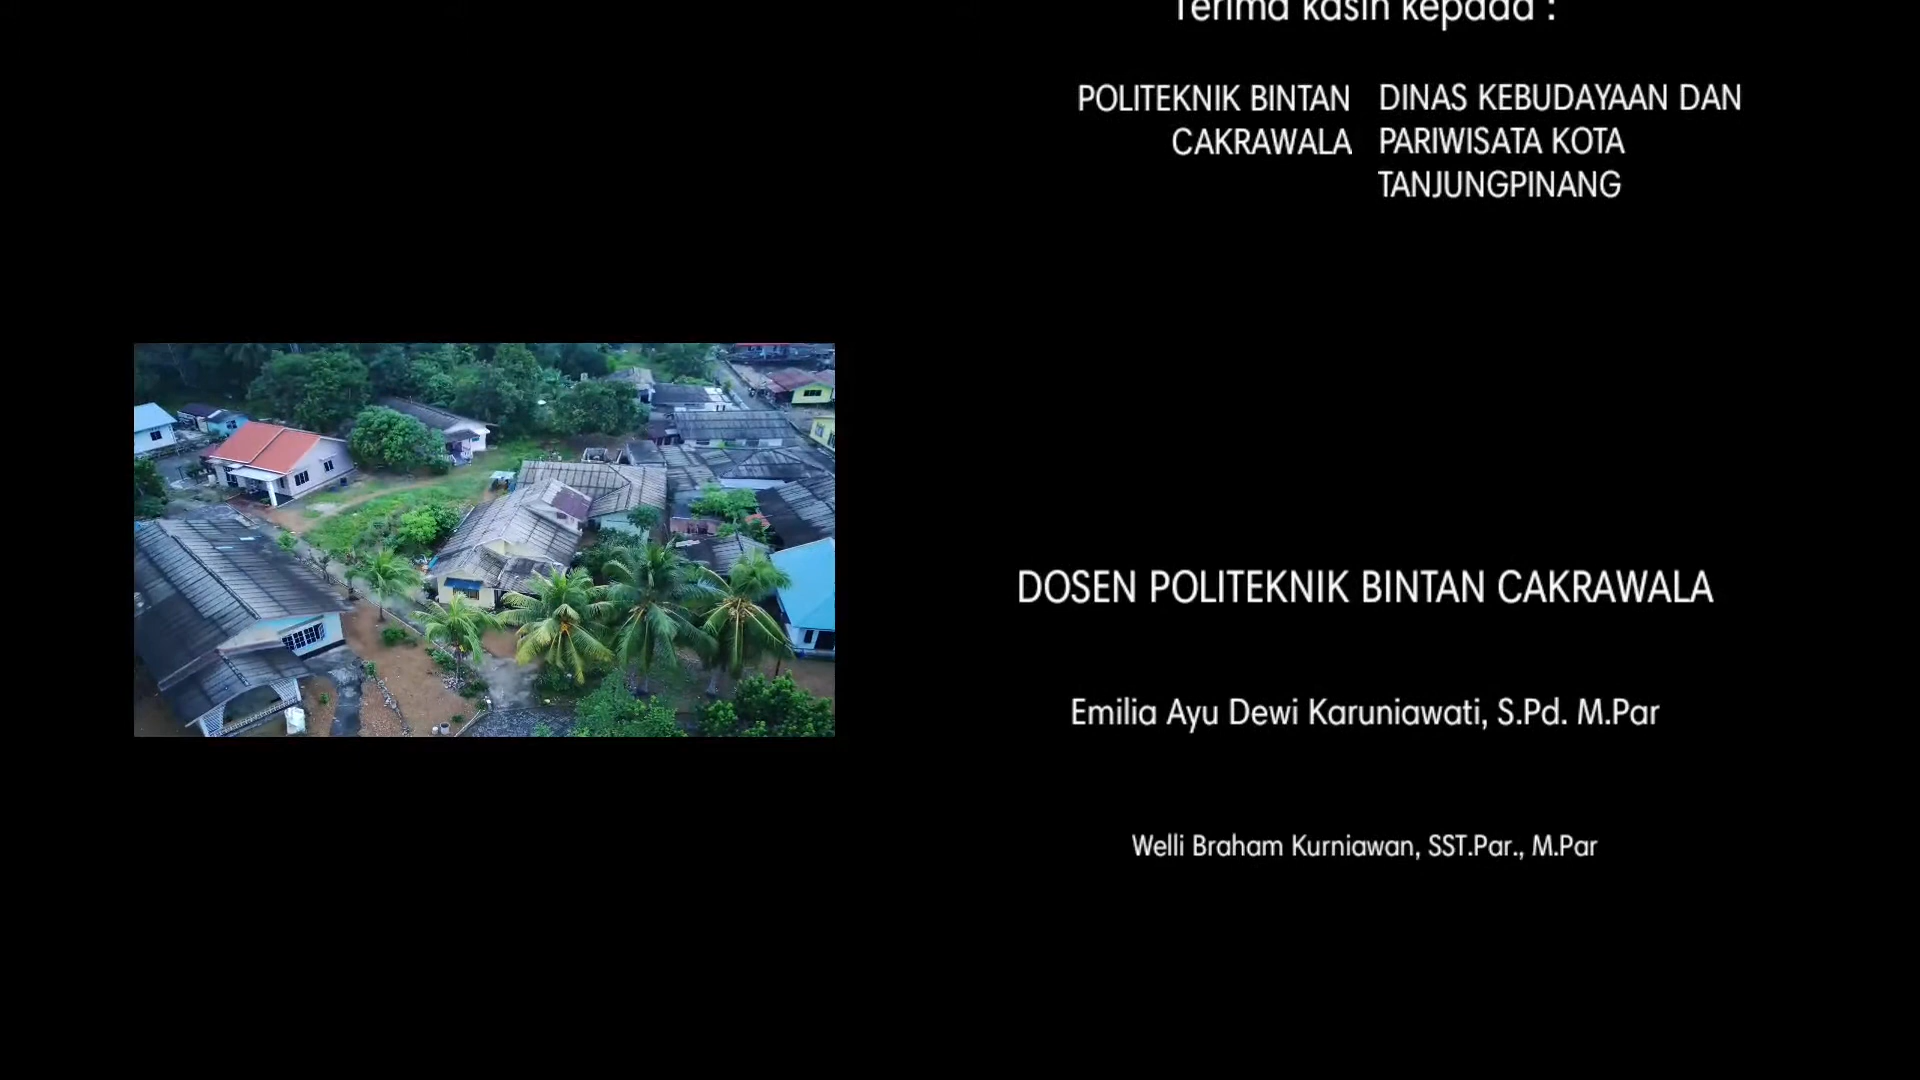 Terima kasih kepada :
POLITEKNIK BINTAN
CAKRAWALA
DINAS KEBUDAYAAN DAN
PARIWISATA KOTA
TANJUNGPINANG
DOSEN POLITEKNIK BINTAN CAKRAWALA
Emilia Ayu Dewi Karuniawati, S.Pd. M.Par
Welli Braham Kurniawan, SST.Par., M.Par